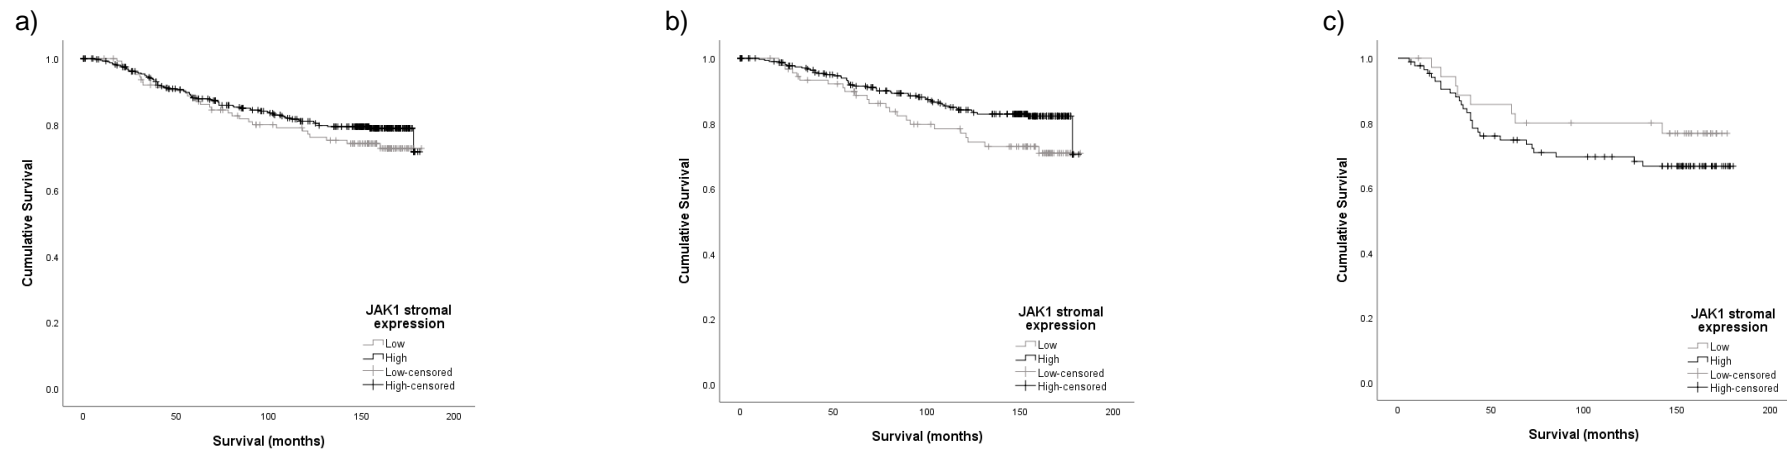 a)
Cumulative Survival
1.0
0.8
0.6
0.4
0.2
0.0
JAK1 stromal
expression
Low
High
Low-censored
High-censored
0 50 100 150 200
Survival (months)
b)
Cumulative Survival
1.0
0.8
0.6
0.4
0.2
0.0
JAK1 stromal
expression
Low
High
Low-censored
High-censored
0 50 100 150 200
Survival (months)
c)
Cumulative Survival
1.0
0.8
0.6
0.4
0.2
0.0
JAK1 stromal
expression
Low
High
Low-censored
High-censored
0 50 100 150 200
Survival (months)